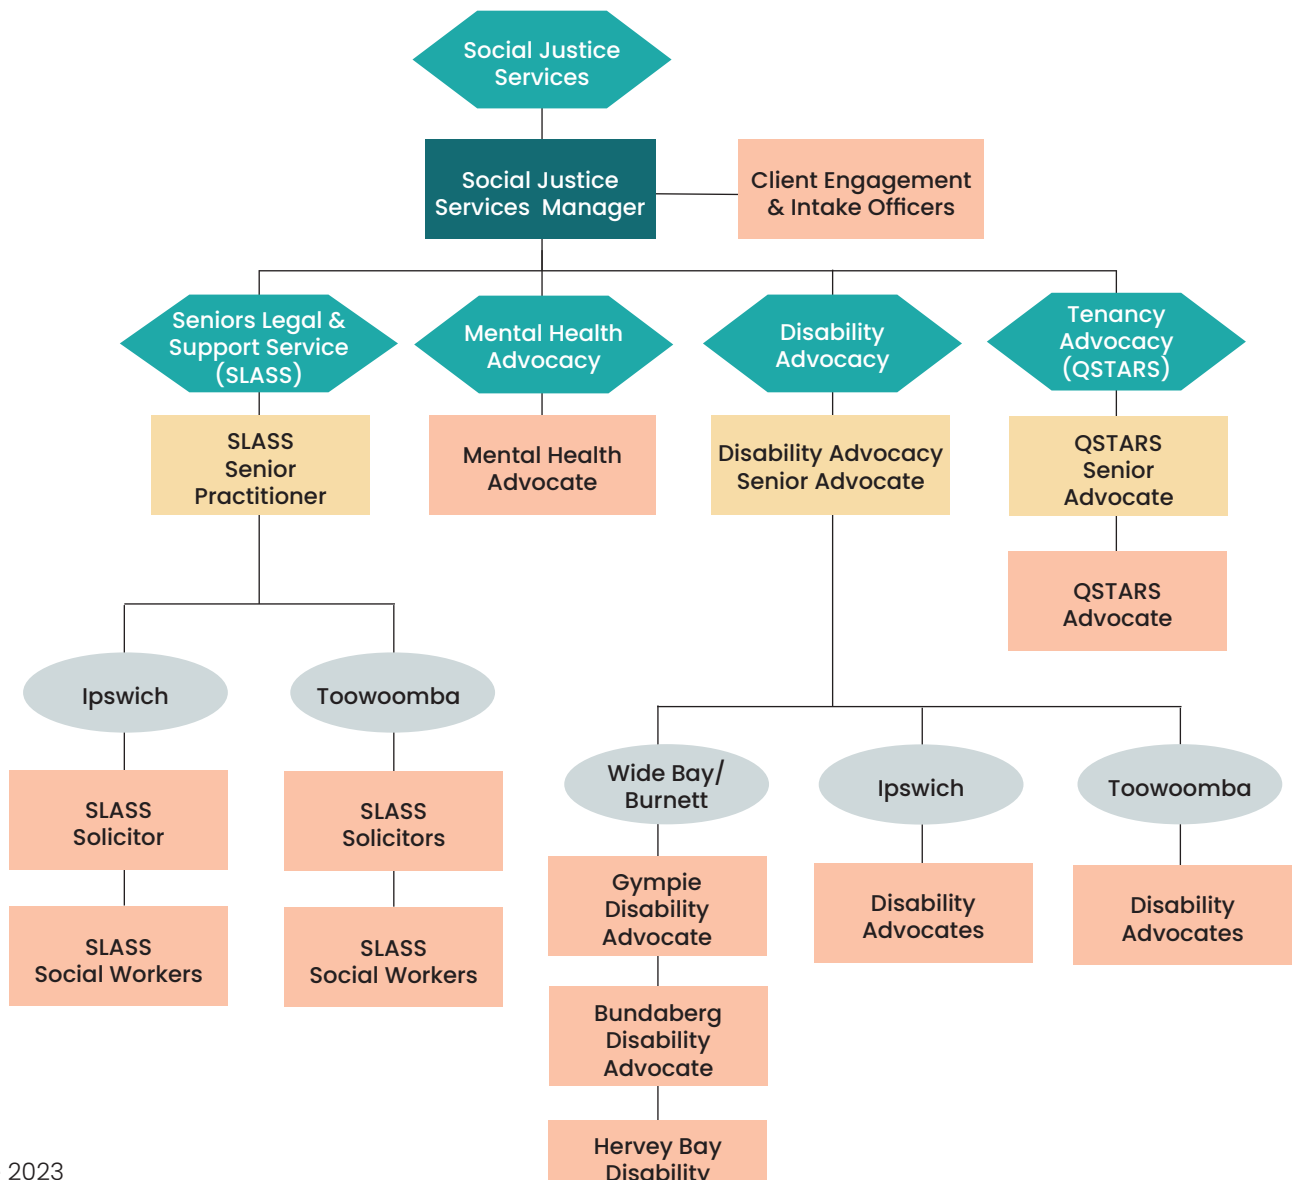 Social Justice
Services
Social Justice
Services Manager
Client Engagement
& Intake Officers
Seniors Legal &
Support Service
(SLASS)
Mental Health
Advocacy
Disability
Advocacy
Tenancy
Advocacy
(QSTARS)
SLASS
Senior
Practitioner
Mental Health
Advocate
Disability Advocacy
Senior Advocate
QSTARS
Senior
Advocate
QSTARS
Advocate
Ipswich
Toowoomba
SLASS
Solicitor
SLASS
Solicitors
SLASS
Social Workers
SLASS
Social Workers
Wide Bay/
Burnett
Ipswich
Toowoomba
Gympie
Disability
Advocate
Disability
Advocates
Disability
Advocates
Bundaberg
Disability
Advocate
Hervey Bay
Disability
2023